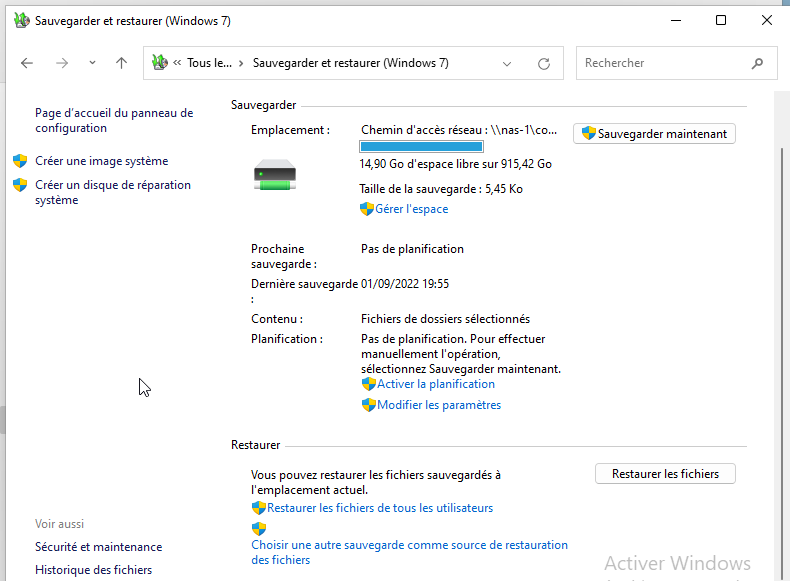 Sauvegarder et restaurer (Windows 7)
Tous le... Sauvegarder et restaurer (Windows 7)
Rechercher
Page d'accueil du panneau de
configuration
Créer une image système
Créer un disque de réparation
système
Sauvegarder
Emplacement :
Chemin d'accès réseau : \\nas-1\co...
Sauvegarder maintenant
14,90 Go d'espace libre sur 915,42 Go
Taille de la sauvegarde : 5,45 Ko
Gérer l'espace
Prochaine
sauvegarde :
Pas de planification
Dernière sauvegarde
:
01/09/2022 19:55
Contenu :
Fichiers de dossiers sélectionnés
Planification :
Pas de planification. Pour effectuer
manuellement l'opération,
sélectionnez Sauvegarder maintenant.
Activer la planification
Modifier les paramètres
Restaurer
Vous pouvez restaurer les fichiers sauvegardés à
l'emplacement actuel.
Restaurer les fichiers
Restaurer les fichiers de tous les utilisateurs
Choisir une autre sauvegarde comme source de restauration
des fichiers
Voir aussi
Sécurité et maintenance
Historique des fichiers
Activer Windows